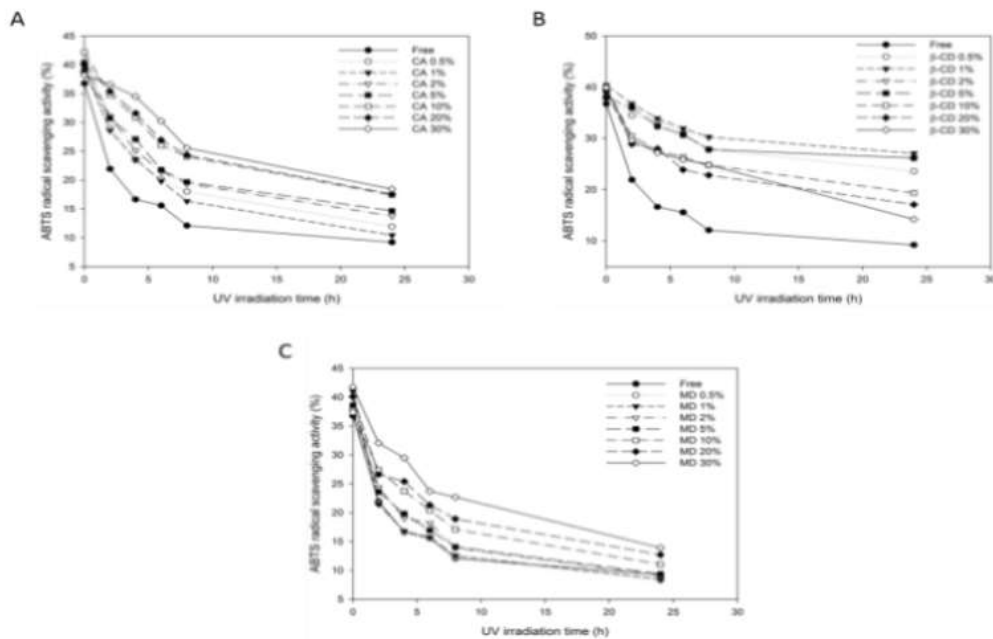 A
45
40
35
30
25
20
15
10
5
0 5 10 15 20 25 30
ABTS radical scavenging activity (%)
UV irradiation time (h)
Free
CA 0.5%
CA 1%
CA 2%
CA 5%
CA 10%
CA 20%
CA 30%
B
50
40
30
20
10
0 5 10 15 20 25 30
ABTS radical scavenging activity (%)
UV irradiation time (h)
Free
β-CD 0.5%
β-CD 1%
β-CD 2%
β-CD 5%
β-CD 10%
β-CD 20%
β-CD 30%
C
45
40
35
30
25
20
15
10
5
0 5 10 15 20 25 30
ABTS radical scavenging activity (%)
UV irradiation time (h)
Free
MD 0.5%
MD 1%
MD 2%
MD 5%
MD 10%
MD 20%
MD 30%